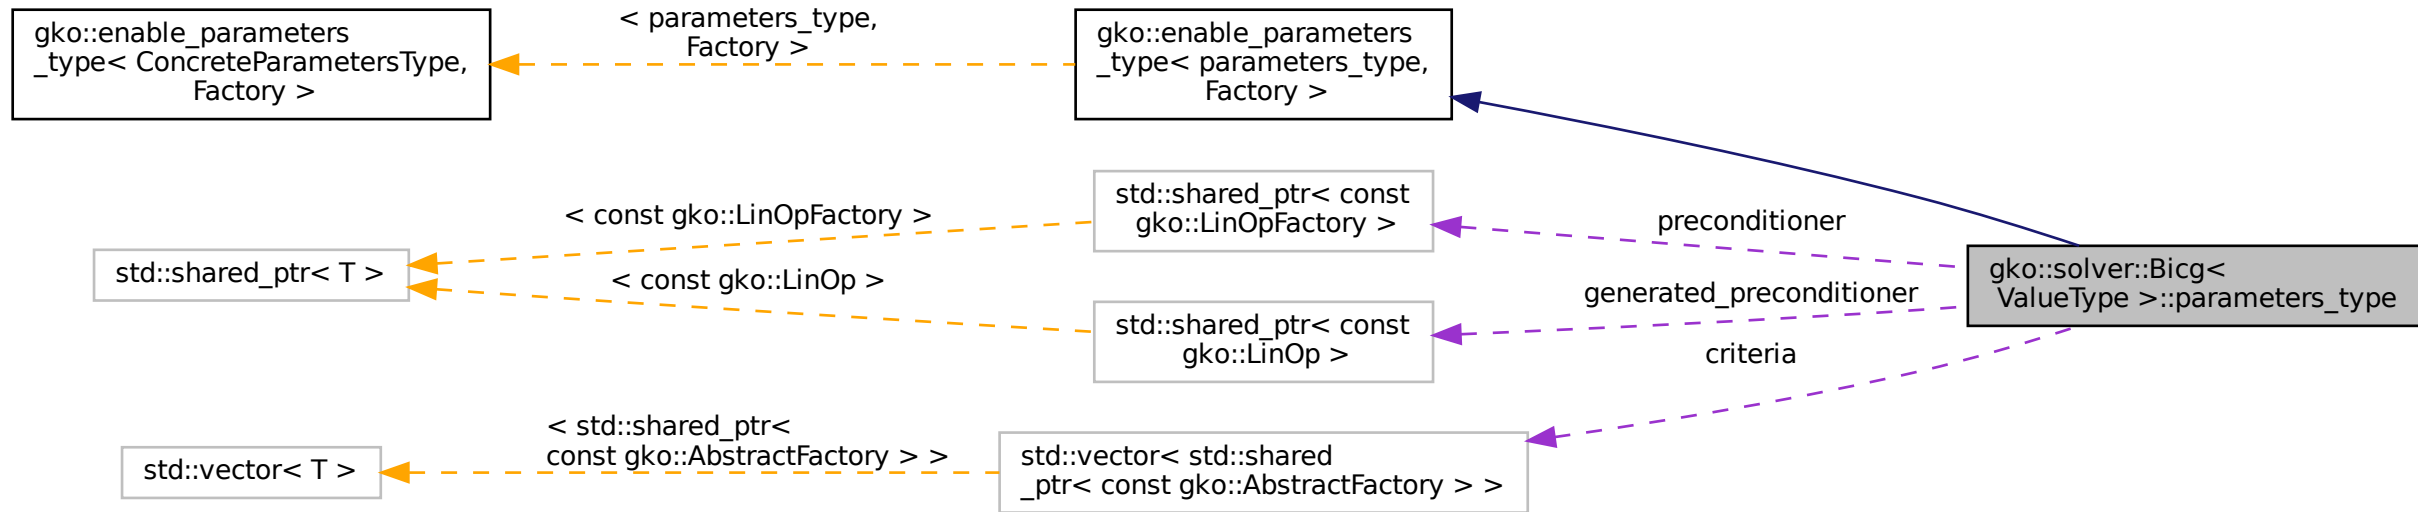 gko::enable_parameters
_type< ConcreteParametersType,
Factory >
< parameters_type,
Factory >
gko::enable_parameters
_type< parameters_type,
Factory >
std::shared_ptr< T >
< const gko::LinOpFactory >
< const gko::LinOp >
std::shared_ptr< const
gko::LinOpFactory >
std::shared_ptr< const
gko::LinOp >
preconditioner
generated_preconditioner
criteria
gko::solver::Bicg<
ValueType >::parameters_type
std::vector< T >
< std::shared_ptr<
const gko::AbstractFactory > >
std::vector< std::shared
_ptr< const gko::AbstractFactory > >